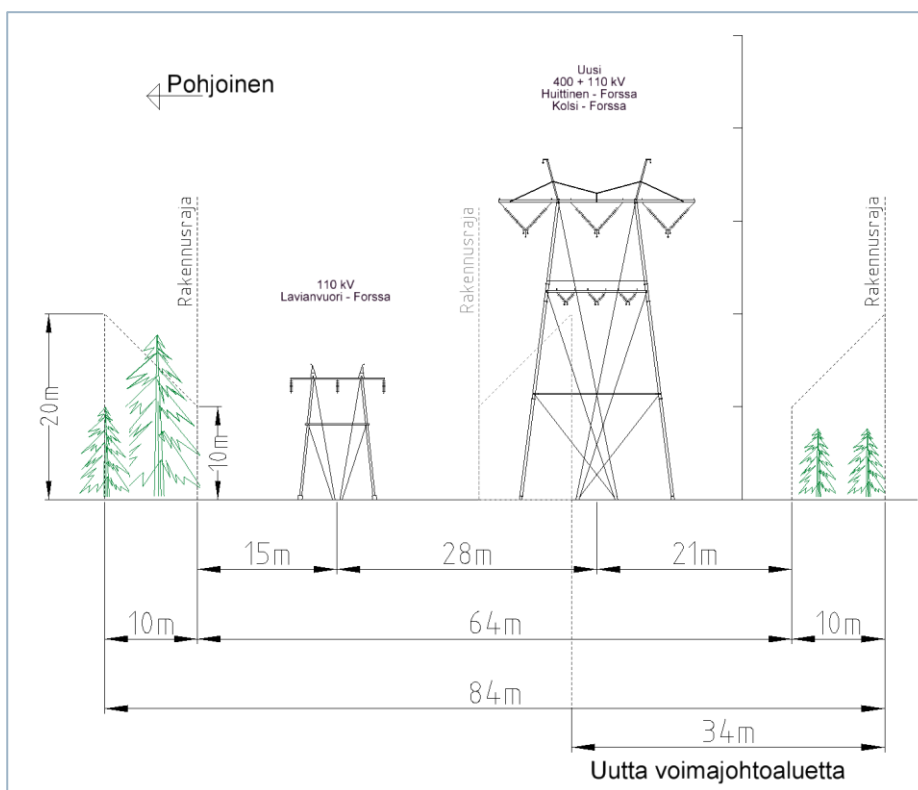 Pohjoinen
Uusi
400 + 110 kV
Huittinen - Forssa
Kolsi - Forssa
Rakennusraja
Rakennusraja
Rakennusraja
110 kV
Lavianvuori - Forssa
20m
10m
15m
28m
21m
10m
64m
10m
84m
34m
Uutta voimajohtoaluetta